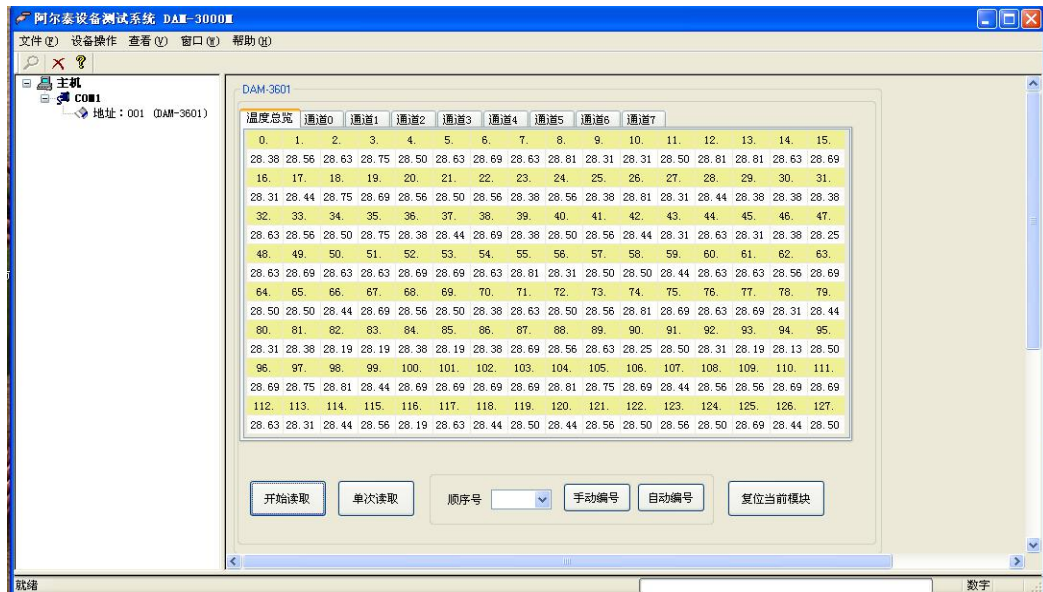 阿尔泰设备测试系统 DAM-3000M
文件(F) 设备操作 查看(V) 窗口(W) 帮助(H)
主机
COM1
地址：001 (DAM-3601)
DAM-3601
温度总览 通道0 通道1 通道2 通道3 通道4 通道5 通道6 通道7
0. 1. 2. 3. 4. 5. 6. 7. 8. 9. 10. 11. 12. 13. 14. 15.
28.38 28.56 28.63 28.75 28.50 28.63 28.69 28.63 28.81 28.31 28.31 28.50 28.81 28.81 28.63 28.69
16. 17. 18. 19. 20. 21. 22. 23. 24. 25. 26. 27. 28. 29. 30. 31.
28.31 28.44 28.75 28.69 28.56 28.50 28.56 28.38 28.56 28.38 28.81 28.31 28.44 28.38 28.38 28.38
32. 33. 34. 35. 36. 37. 38. 39. 40. 41. 42. 43. 44. 45. 46. 47.
28.63 28.56 28.50 28.75 28.38 28.44 28.69 28.38 28.50 28.56 28.44 28.31 28.63 28.31 28.38 28.25
48. 49. 50. 51. 52. 53. 54. 55. 56. 57. 58. 59. 60. 61. 62. 63.
28.63 28.69 28.63 28.63 28.69 28.69 28.63 28.81 28.31 28.50 28.50 28.44 28.63 28.63 28.56 28.69
64. 65. 66. 67. 68. 69. 70. 71. 72. 73. 74. 75. 76. 77. 78. 79.
28.50 28.50 28.44 28.69 28.56 28.50 28.38 28.63 28.50 28.56 28.81 28.69 28.63 28.69 28.31 28.44
80. 81. 82. 83. 84. 85. 86. 87. 88. 89. 90. 91. 92. 93. 94. 95.
28.31 28.38 28.19 28.19 28.38 28.19 28.38 28.69 28.56 28.63 28.25 28.50 28.31 28.19 28.13 28.50
96. 97. 98. 99. 100. 101. 102. 103. 104. 105. 106. 107. 108. 109. 110. 111.
28.69 28.75 28.81 28.44 28.69 28.69 28.69 28.69 28.81 28.75 28.69 28.44 28.56 28.56 28.69 28.69
112. 113. 114. 115. 116. 117. 118. 119. 120. 121. 122. 123. 124. 125. 126. 127.
28.63 28.31 28.44 28.56 28.19 28.63 28.44 28.50 28.44 28.56 28.50 28.56 28.50 28.69 28.44 28.50
开始读取 单次读取 顺序号 手动编号 自动编号 复位当前模块
就绪 数字